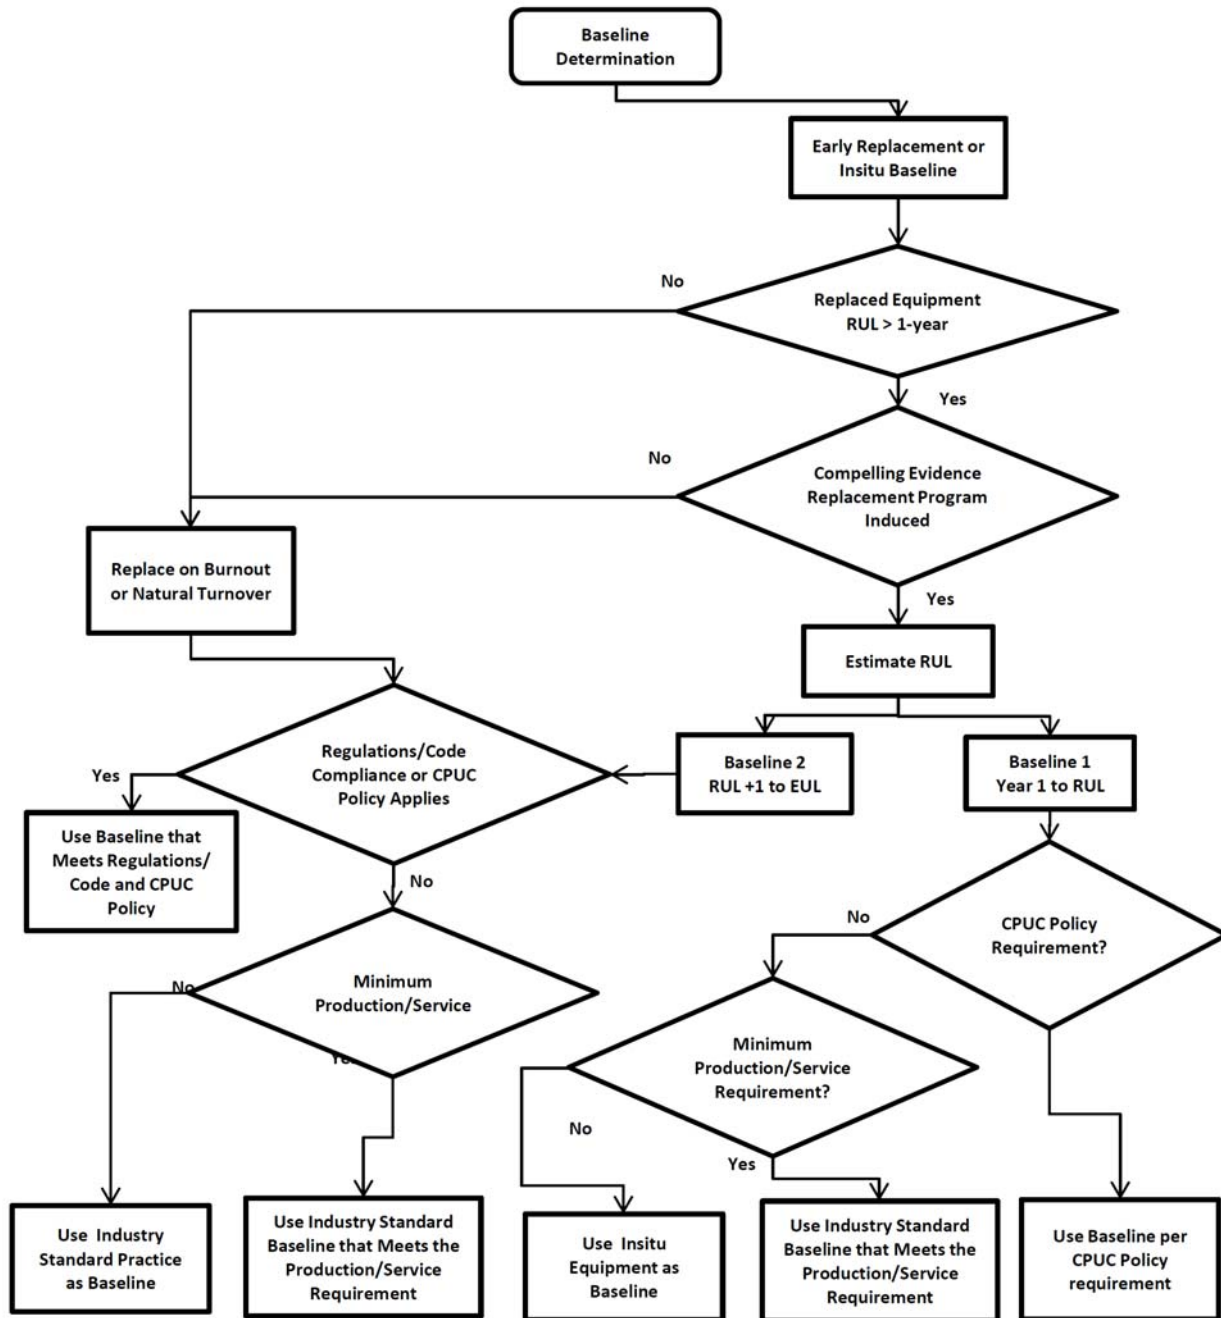 Baseline
Determination
Early Replacement or
Insitu Baseline
No
Replaced Equipment
RUL > 1-year
Yes
No
Compelling Evidence
Replacement Program
Induced
Yes
Replace on Burnout
or Natural Turnover
Estimate RUL
Regulations/Code
Compliance or CPUC
Policy Applies
Yes
Baseline 2
RUL +1 to EUL
Baseline 1
Year 1 to RUL
Use Baseline that
Meets Regulations/
Code and CPUC
Policy
No
No
CPUC Policy
Requirement?
Minimum
Production/Service
No
Yes
Minimum
Production/Service
Requirement?
No
Yes
Use Industry
Standard Practice
as Baseline
Use Industry Standard
Baseline that Meets the
Production/Service
Requirement
Use Insitu
Equipment as
Baseline
Use Industry Standard
Baseline that Meets the
Production/Service
Requirement
Use Baseline per
CPUC Policy
requirement